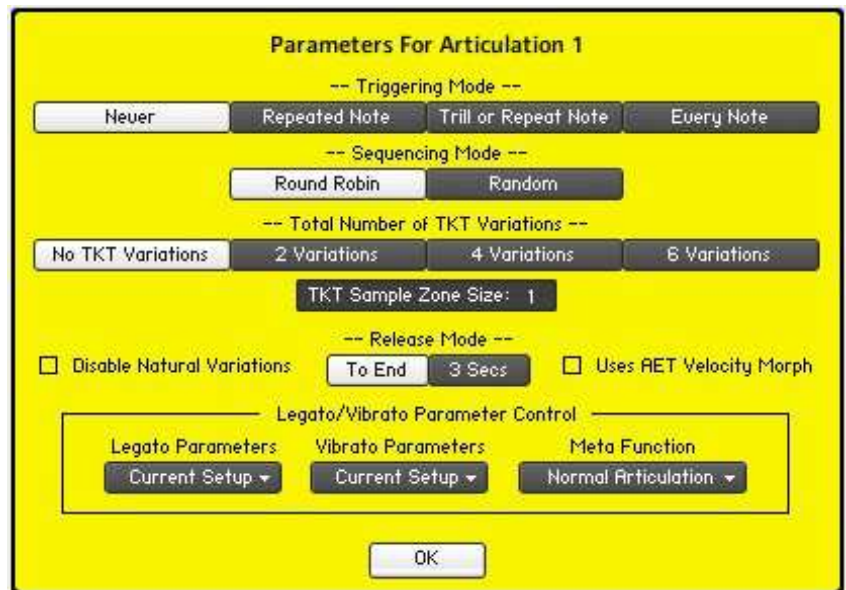 Parameters For Articulation 1
-- Triggering Mode --
Never Repeated Note Trill or Repeat Note Every Note
-- Sequencing Mode --
Round Robin Random
-- Total Number of TKT Variations --
No TKT Variations 2 Variations 4 Variations 6 Variations
TKT Sample Zone Size: 1
-- Release Mode --
Disable Natural Variations To End 3 Secs Uses AET Velocity Morph
Legato/Vibrato Parameter Control
Legato Parameters Vibrato Parameters Meta Function
Current Setup Current Setup Normal Articulation
OK